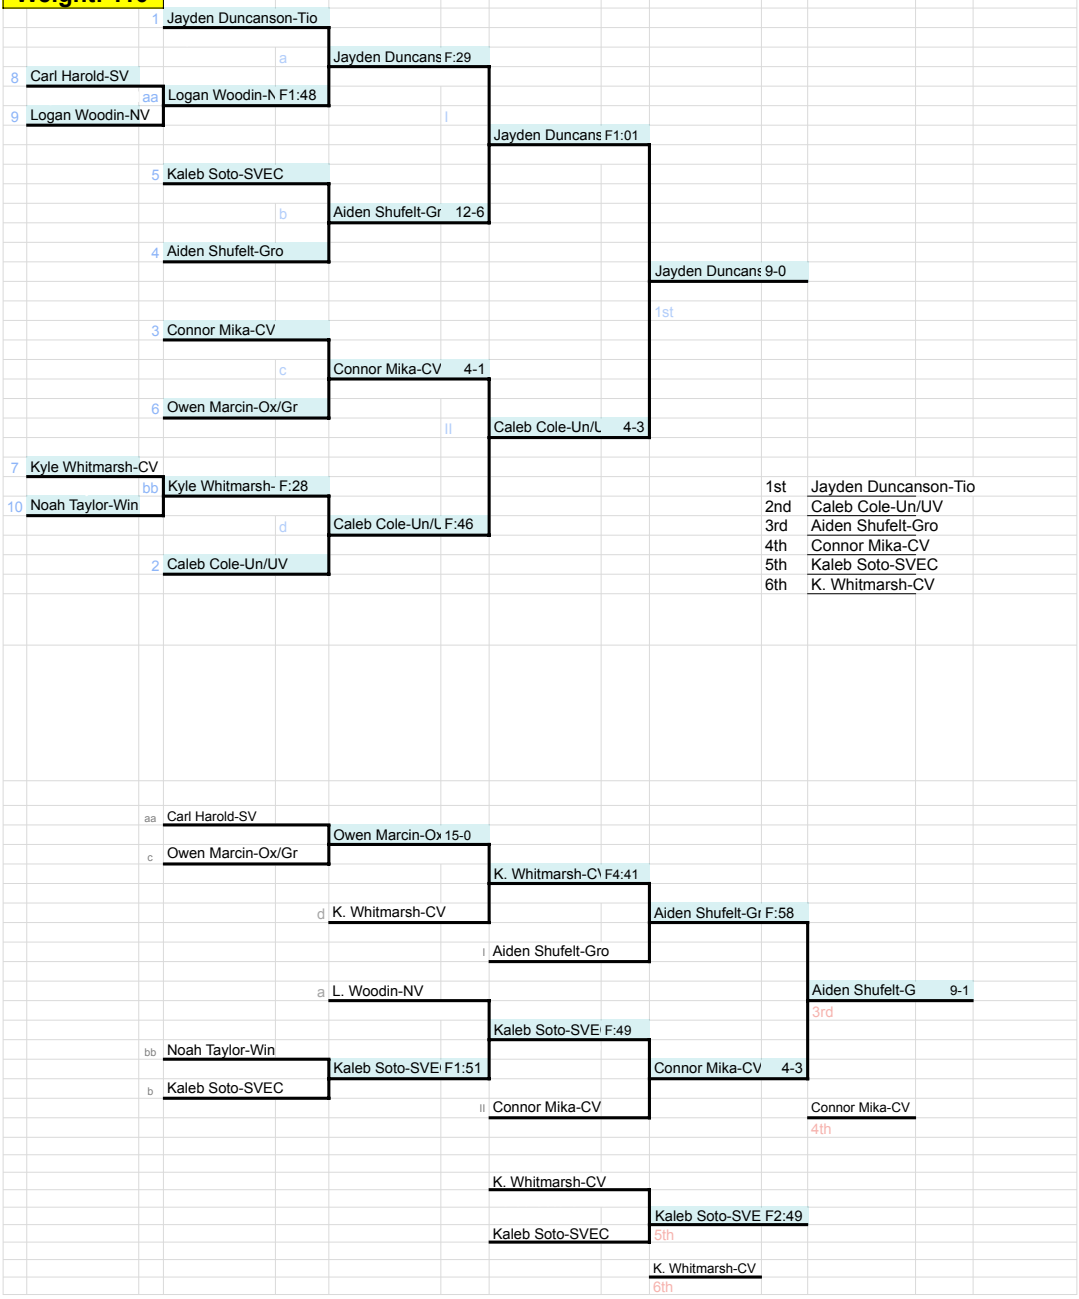 1 Jayden Duncanson-Tio
a Jayden Duncans F:29
8 Carl Harold-SV
aa Logan Woodin-N F1:48
9 Logan Woodin-NV
I
Jayden Duncans F1:01
5 Kaleb Soto-SVEC
b Aiden Shufelt-Gr 12-6
4 Aiden Shufelt-Gro
Jayden Duncans 9-0
1st
3 Connor Mika-CV
c Connor Mika-CV 4-1
6 Owen Marcin-Ox/Gr
II Caleb Cole-Un/U 4-3
7 Kyle Whitmarsh-CV
bb Kyle Whitmarsh- F:28
10 Noah Taylor-Win
d Caleb Cole-Un/U F:46
2 Caleb Cole-Un/UV
1st Jayden Duncanson-Tio
2nd Caleb Cole-Un/UV
3rd Aiden Shufelt-Gro
4th Connor Mika-CV
5th Kaleb Soto-SVEC
6th K. Whitmarsh-CV
aa Carl Harold-SV
Owen Marcin-Ox 15-0
c Owen Marcin-Ox/Gr
K. Whitmarsh-CV F4:41
d K. Whitmarsh-CV
Aiden Shufelt-Gr F:58
I Aiden Shufelt-Gro
a L. Woodin-NV
Aiden Shufelt-G 9-1
3rd
Kaleb Soto-SVE F:49
bb Noah Taylor-Win
Kaleb Soto-SVE F1:51
Connor Mika-CV 4-3
b Kaleb Soto-SVEC
II Connor Mika-CV
Connor Mika-CV
4th
K. Whitmarsh-CV
Kaleb Soto-SVE F2:49
Kaleb Soto-SVEC
5th
K. Whitmarsh-CV
6th